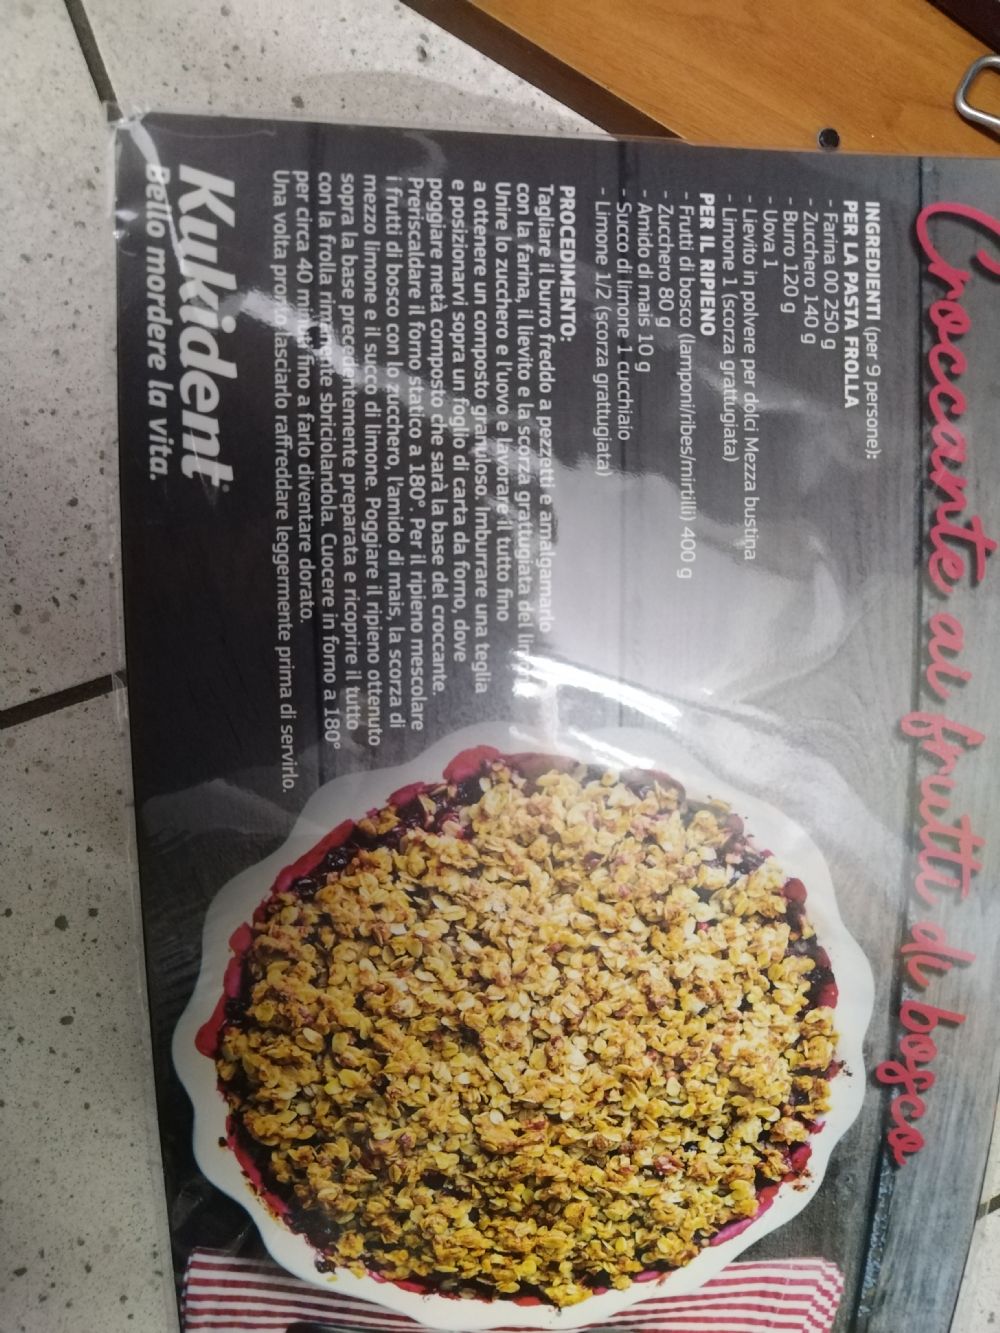 Croccante ai frutti di bosco
INGREDIENTI (per 9 persone):
PER LA PASTA FROLLA
- Farina 00 250 g
- Zucchero 140 g
- Burro 120 g
- Uova 1
- Lievito in polvere per dolci Mezza bustina
- Limone 1 (scorza grattugiata)
PER IL RIPIENO
- Frutti di bosco (lamponi/ribes/mirtilli) 400 g
- Zucchero 80 g
- Amido di mais 10 g
- Succo di limone 1 cucchiaio
- Limone 1/2 (scorza grattugiata)
PROCEDIMENTO:
Tagliare il burro freddo a pezzetti e amalgamarlo
con la farina, il lievito e la scorza grattugiata del limone.
Unire lo zucchero e l'uovo e lavorare il tutto fino
a ottenere un composto granuloso. Imburrare una teglia
e posizionarvi sopra un foglio di carta da forno, dove
poggiare metà composto che sarà la base del croccante.
Preriscaldare il forno statico a 180°. Per il ripieno mescolare
i frutti di bosco con lo zucchero, l'amido di mais, la scorza di
mezzo limone e il succo di limone. Poggiare il ripieno ottenuto
sopra la base precedentemente preparata e ricoprire il tutto
con la frolla rimanente sbriciolandola. Cuocere in forno a 180°
per circa 40 minuti fino a farlo diventare dorato.
Una volta pronto lasciarlo raffreddare leggermente prima di servirlo.
Kukident
Bello mordere la vita.